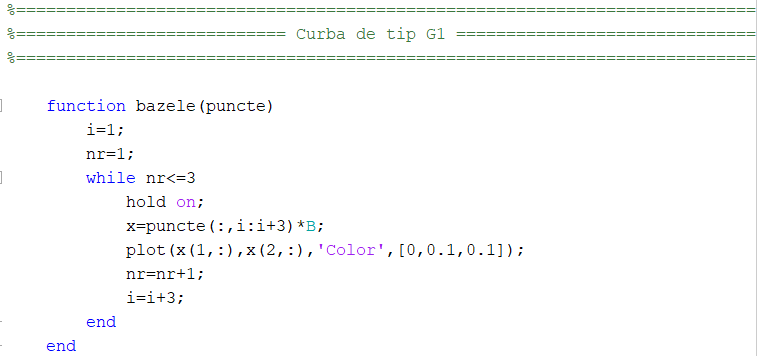 %==========================================================================
%=========================== Curba de tip G1 ==============================
%==========================================================================
function bazele(puncte)
i=1;
nr=1;
while nr<=3
hold on;
x=puncte(:,i:i+3)*B;
plot(x(1,:),x(2,:),'Color',[0,0.1,0.1]);
nr=nr+1;
i=i+3;
end
end